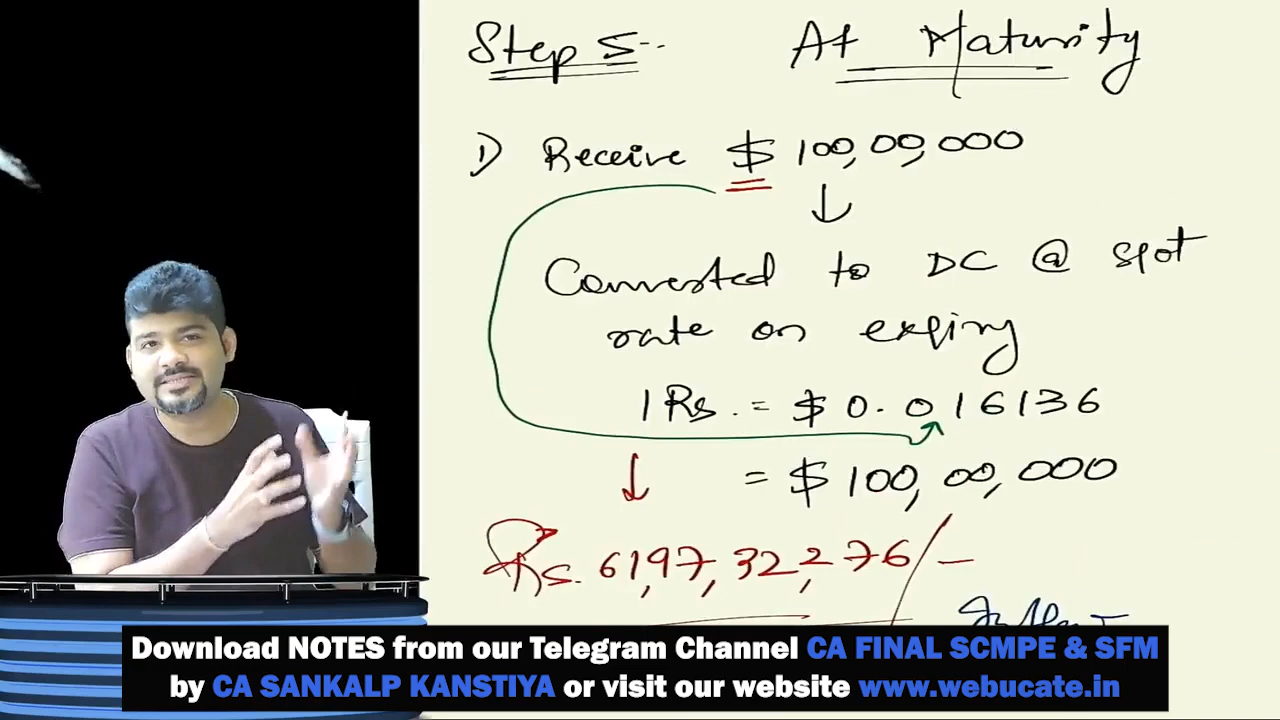 Step 5-- At Maturity
1) Receive $ 100,00,000
Converted to DC @ spot
rate on expiry
1 Rs. = $ 0.016136
= $ 100,00,000
Rs. 61,97,32,276/-
Download NOTES from our Telegram Channel CA FINAL SCMPE & SFM
by CA SANKALP KANSTIYA or visit our website www.webucate.in